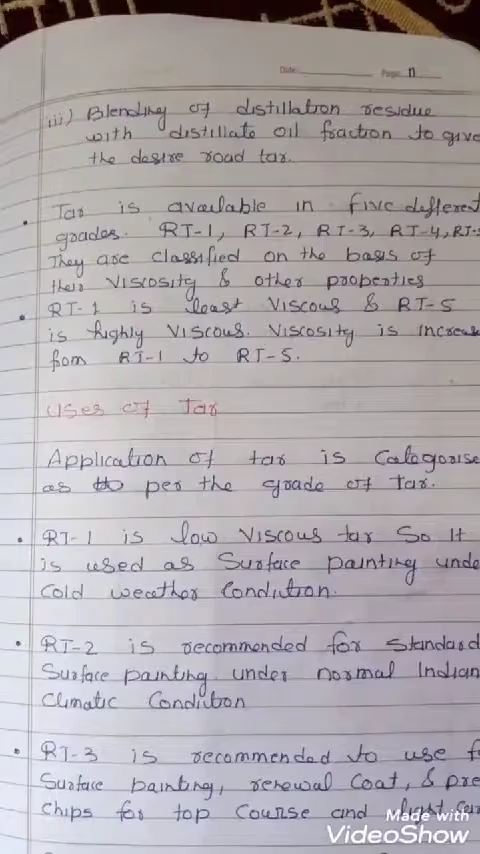 Date:
Page: 11
iii) Blending of distillation residue
with distillate oil fraction to give
the desire road tar.
• Tar is available in five different
grades. RT-1, RT-2, RT-3, RT-4, RT-5
They are classified on the basis of
their viscosity & other properties
• RT-1 is least viscous & RT-5
is highly viscous. Viscosity is increase
from RT-1 to RT-5.
Uses of Tar
Application of tar is Categorise
as per the grade of Tar.
• RT-1 is low viscous tar so it
is used as surface painting unde
cold weather Condition.
• RT-2 is recommended for standard
surface painting under normal Indian
Climatic Condition
• RT-3 is recommended to use f
surface painting, renewal coat, & pre
chips for top course and light
Made with
VideoShow